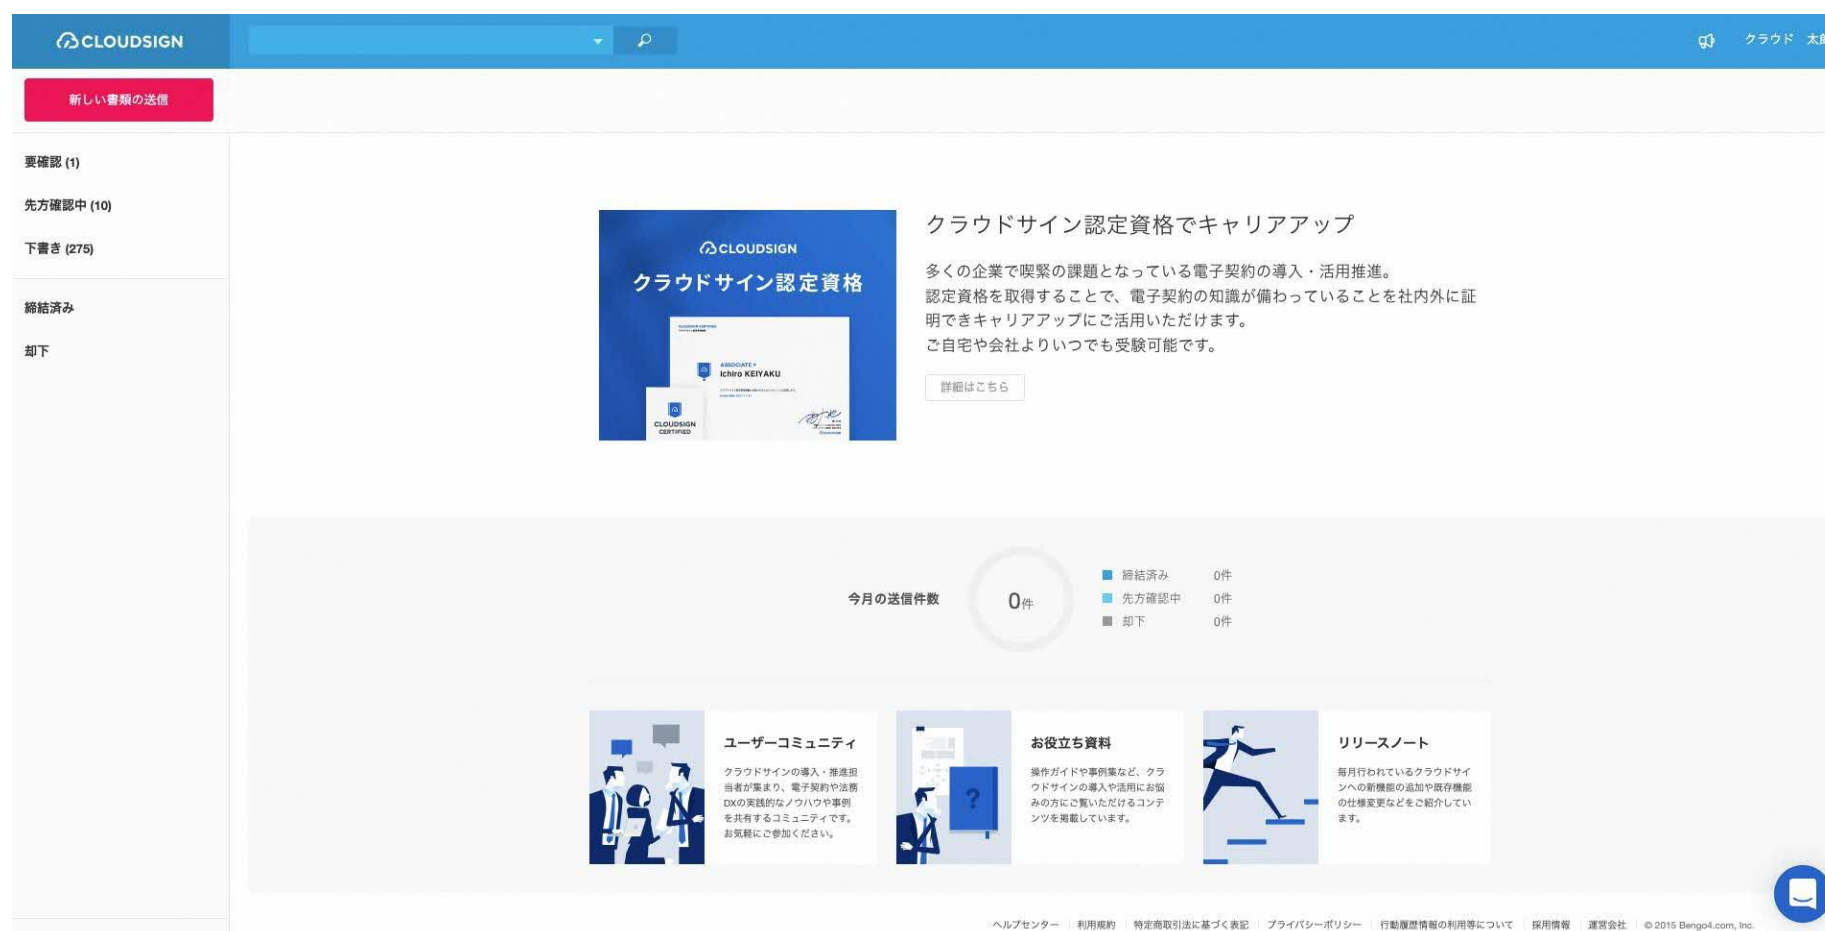 CLOUDSIGN
クラウド 太
新しい書類の送信
要確認 (1)
先方確認中 (10)
下書き (275)
締結済み
却下
CLOUDSIGN
クラウドサイン認定資格
ASSOCIATE
Ichiro KEIYAKU
CLOUDSIGN
CERTIFIED
クラウドサイン認定資格でキャリアアップ
多くの企業で喫緊の課題となっている電子契約の導入・活用推進。
認定資格を取得することで、電子契約の知識が備わっていることを社内外に証
明できキャリアアップにご活用いただけます。
ご自宅や会社よりいつでも受験可能です。
詳細はこちら
今月の送信件数
0件
締結済み 0件
先方確認中 0件
却下 0件
ユーザーコミュニティ
クラウドサインの導入・推進担
当者が集まり、電子契約や法務
DXの実践的なノウハウや事例
を共有するコミュニティです。
お気軽にご参加ください。
?
お役立ち資料
操作ガイドや事例集など、クラ
ウドサインの導入や活用にお悩
みの方にご覧いただけるコンテ
ンツを掲載しています。
リリースノート
毎月行われているクラウドサイ
ンへの新機能の追加や既存機能
の仕様変更などをご紹介してい
ます。
ヘルプセンター 利用規約 特定商取引法に基づく表記 プライバシーポリシー 行動履歴情報の利用等について 採用情報 運営会社 © 2015 Bengo4.com, Inc.